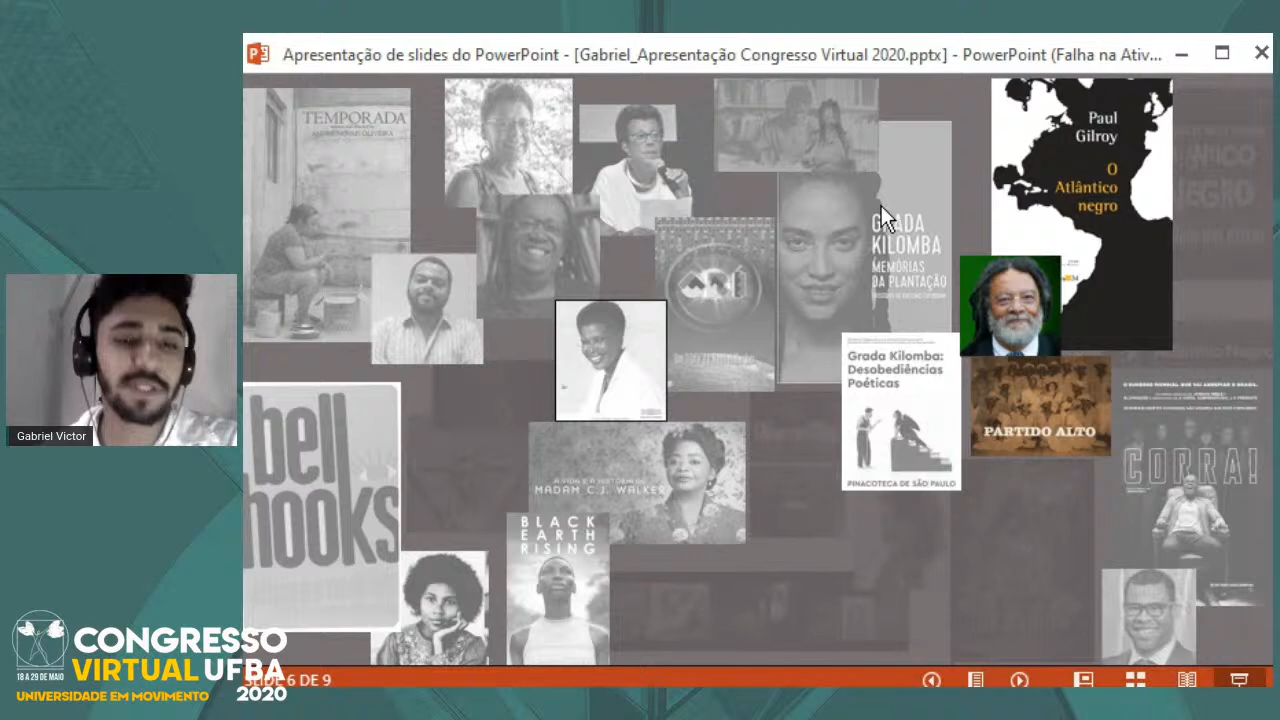 Apresentação de slides do PowerPoint - [Gabriel_Apresentação Congresso Virtual 2020.pptx] - PowerPoint (Falha na Ativ...
TEMPORADA
Paul
Gilroy
O
Atlântico
negro
GRADA
KILOMBA
MEMÓRIAS
DA PLANTAÇÃO
Grada Kilomba:
Desobediências
Poéticas
PINACOTECA DE SÃO PAULO
PARTIDO ALTO
CORRA!
bell
hooks
A VIDA E A HISTÓRIA DE
MADAM C.J. WALKER
BLACK
EARTH
RISING
Gabriel Victor
CONGRESSO
VIRTUAL UFBA
2020
18 A 29 DE MAIO
UNIVERSIDADE EM MOVIMENTO
SLIDE 6 DE 9